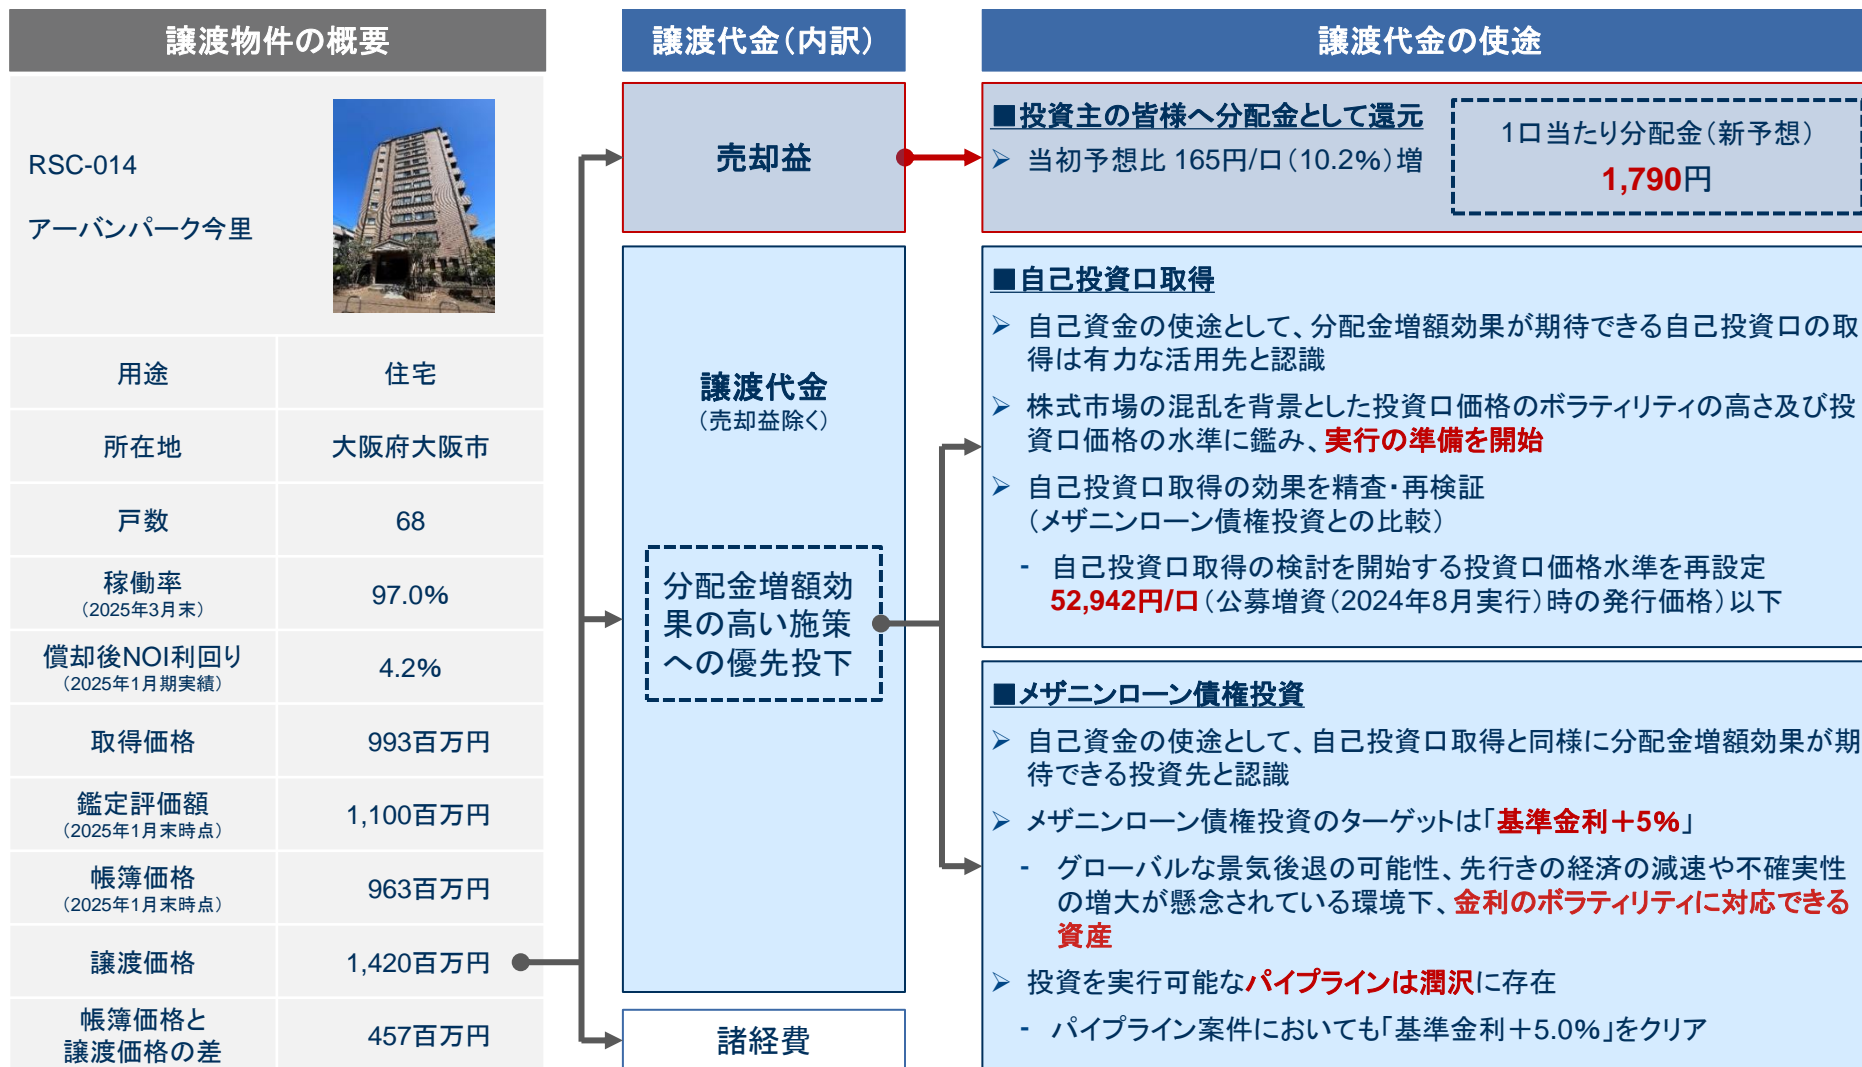 譲渡物件の概要
RSC-014
アーバンパーク今里
用途
住宅
所在地
大阪府大阪市
戸数
68
稼働率
（2025年3月末）
97.0%
償却後NOI利回り
（2025年1月期実績）
4.2%
取得価格
993百万円
鑑定評価額
（2025年1月末時点）
1,100百万円
帳簿価格
（2025年1月末時点）
963百万円
譲渡価格
1,420百万円
帳簿価格と
譲渡価格の差
457百万円
譲渡代金（内訳）
売却益
譲渡代金
（売却益除く）
分配金増額効
果の高い施策
への優先投下
諸経費
譲渡代金の使途
■投資主の皆様へ分配金として還元
➢ 当初予想比 165円/口（10.2%）増
1口当たり分配金（新予想）
1,790円
■自己投資口取得
➢ 自己資金の使途として、分配金増額効果が期待できる自己投資口の取
得は有力な活用先と認識
➢ 株式市場の混乱を背景とした投資口価格のボラティリティの高さ及び投
資口価格の水準に鑑み、実行の準備を開始
➢ 自己投資口取得の効果を精査・再検証
（メザニンローン債権投資との比較）
- 自己投資口取得の検討を開始する投資口価格水準を再設定
52,942円/口（公募増資（2024年8月実行）時の発行価格）以下
■メザニンローン債権投資
➢ 自己資金の使途として、自己投資口取得と同様に分配金増額効果が期
待できる投資先と認識
➢ メザニンローン債権投資のターゲットは「基準金利＋5%」
- グローバルな景気後退の可能性、先行きの経済の減速や不確実性
の増大が懸念されている環境下、金利のボラティリティに対応できる
資産
➢ 投資を実行可能なパイプラインは潤沢に存在
- パイプライン案件においても「基準金利＋5.0%」をクリア